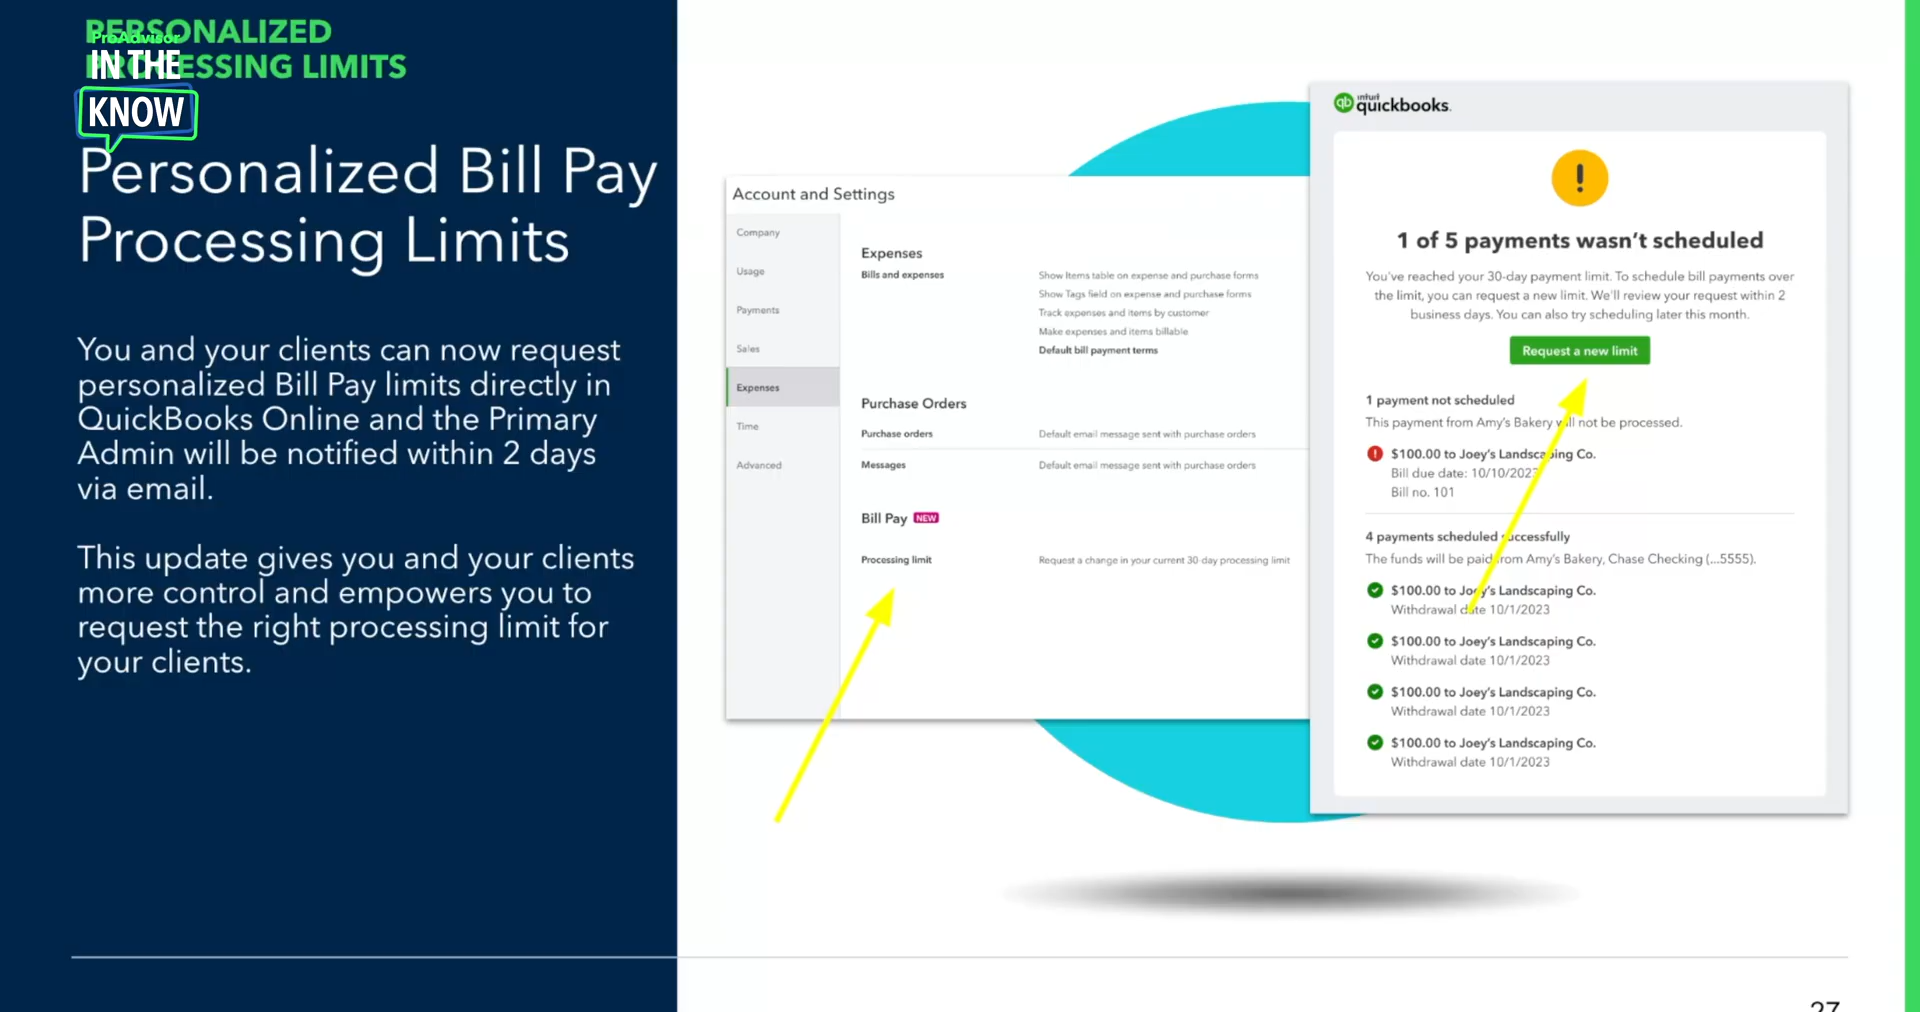 PERSONALIZED
PROCESSING LIMITS
ProAdvisor
IN THE
KNOW
Personalized Bill Pay
Processing Limits
You and your clients can now request
personalized Bill Pay limits directly in
QuickBooks Online and the Primary
Admin will be notified within 2 days
via email.
This update gives you and your clients
more control and empowers you to
request the right processing limit for
your clients.
Account and Settings
Company
Usage
Payments
Sales
Expenses
Time
Advanced
Expenses
Bills and expenses
Show Items table on expense and purchase forms
Show Tags field on expense and purchase forms
Track expenses and items by customer
Make expenses and items billable
Default bill payment terms
Purchase Orders
Purchase orders Default email message sent with purchase orders
Messages Default email message sent with purchase orders
Bill Pay NEW
Processing limit Request a change in your current 30-day processing limit
qb intuit
quickbooks.
!
1 of 5 payments wasn't scheduled
You've reached your 30-day payment limit. To schedule bill payments over
the limit, you can request a new limit. We'll review your request within 2
business days. You can also try scheduling later this month.
Request a new limit
1 payment not scheduled
This payment from Amy's Bakery will not be processed.
$100.00 to Joey's Landscaping Co.
Bill due date: 10/10/2023
Bill no. 101
4 payments scheduled successfully
The funds will be paid from Amy's Bakery, Chase Checking (...5555).
$100.00 to Joey's Landscaping Co.
Withdrawal date 10/1/2023
$100.00 to Joey's Landscaping Co.
Withdrawal date 10/1/2023
$100.00 to Joey's Landscaping Co.
Withdrawal date 10/1/2023
$100.00 to Joey's Landscaping Co.
Withdrawal date 10/1/2023
27